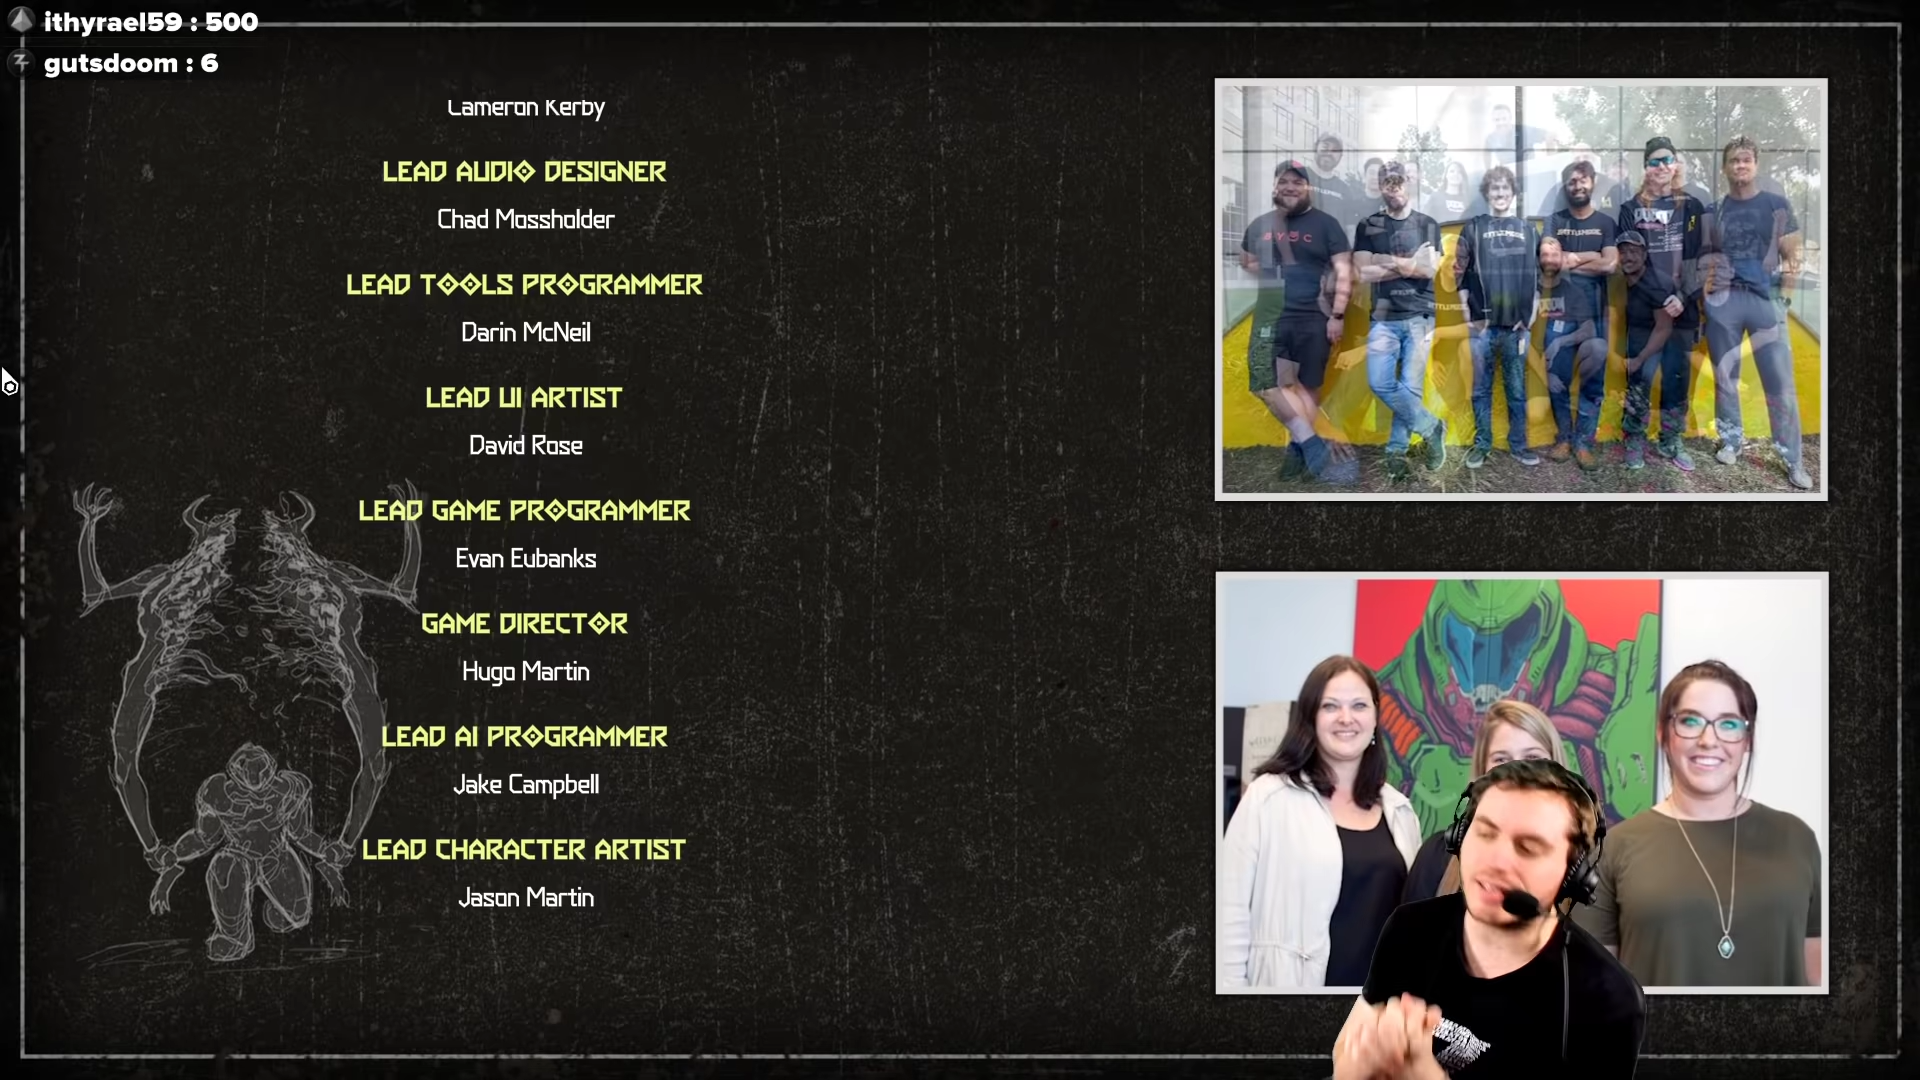 ithyrael59 : 500
gutsdoom : 6
Cameron Kerby
LEAD AUDIO DESIGNER
Chad Mossholder
LEAD TOOLS PROGRAMMER
Darin McNeil
LEAD UI ARTIST
David Rose
LEAD GAME PROGRAMMER
Evan Eubanks
GAME DIRECTOR
Hugo Martin
LEAD AI PROGRAMMER
Jake Campbell
LEAD CHARACTER ARTIST
Jason Martin